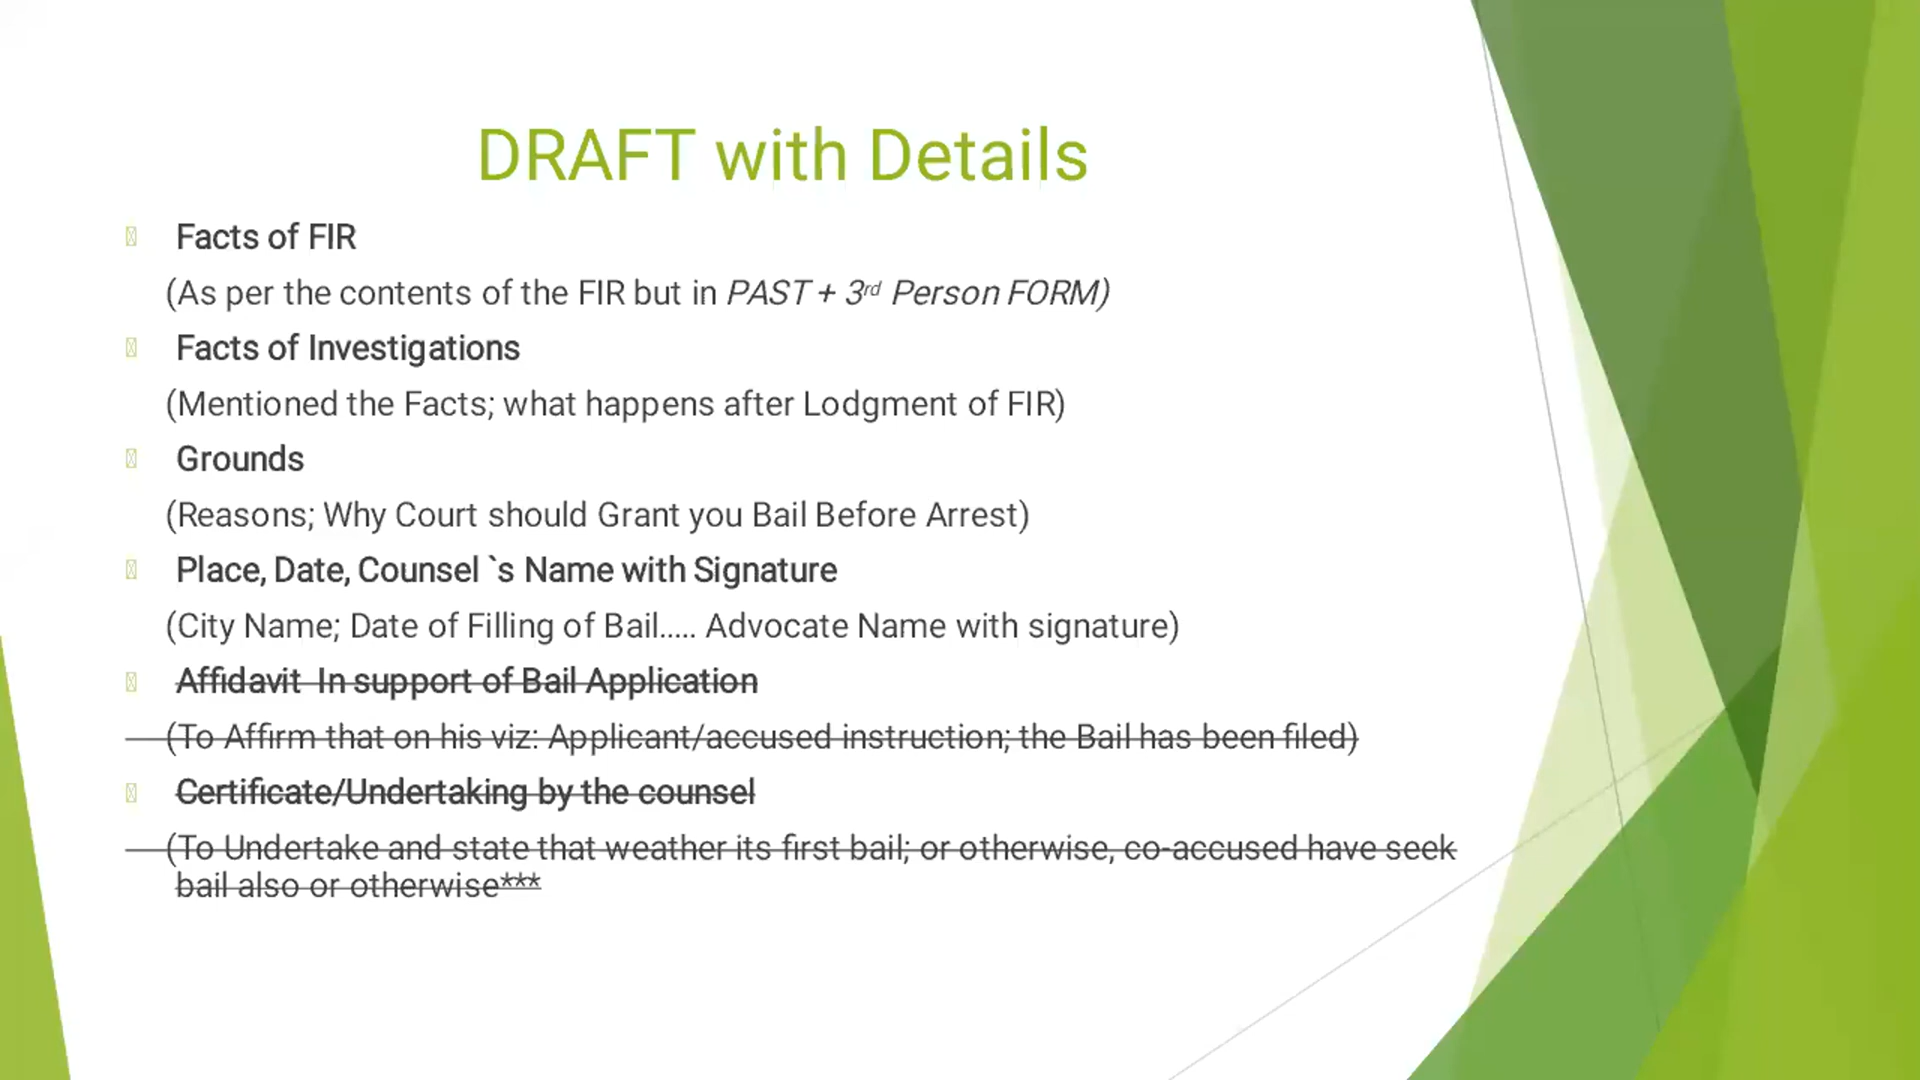 DRAFT with Details
Facts of FIR
(As per the contents of the FIR but in PAST + 3rd Person FORM)
Facts of Investigations
(Mentioned the Facts; what happens after Lodgment of FIR)
Grounds
(Reasons; Why Court should Grant you Bail Before Arrest)
Place, Date, Counsel `s Name with Signature
(City Name; Date of Filling of Bail..... Advocate Name with signature)
Affidavit In support of Bail Application
(To Affirm that on his viz: Applicant/accused instruction; the Bail has been filed)
Certificate/Undertaking by the counsel
(To Undertake and state that weather its first bail; or otherwise, co-accused have seek
bail also or otherwise***